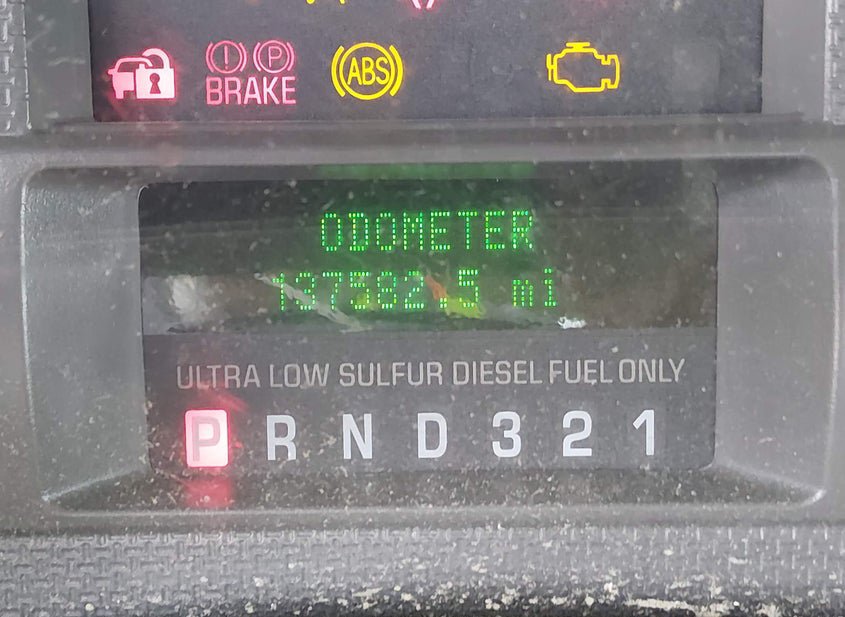 ! P ABS
BRAKE
ODOMETER
137582.5 mi
ULTRA LOW SULFUR DIESEL FUEL ONLY
P R N D 3 2 1